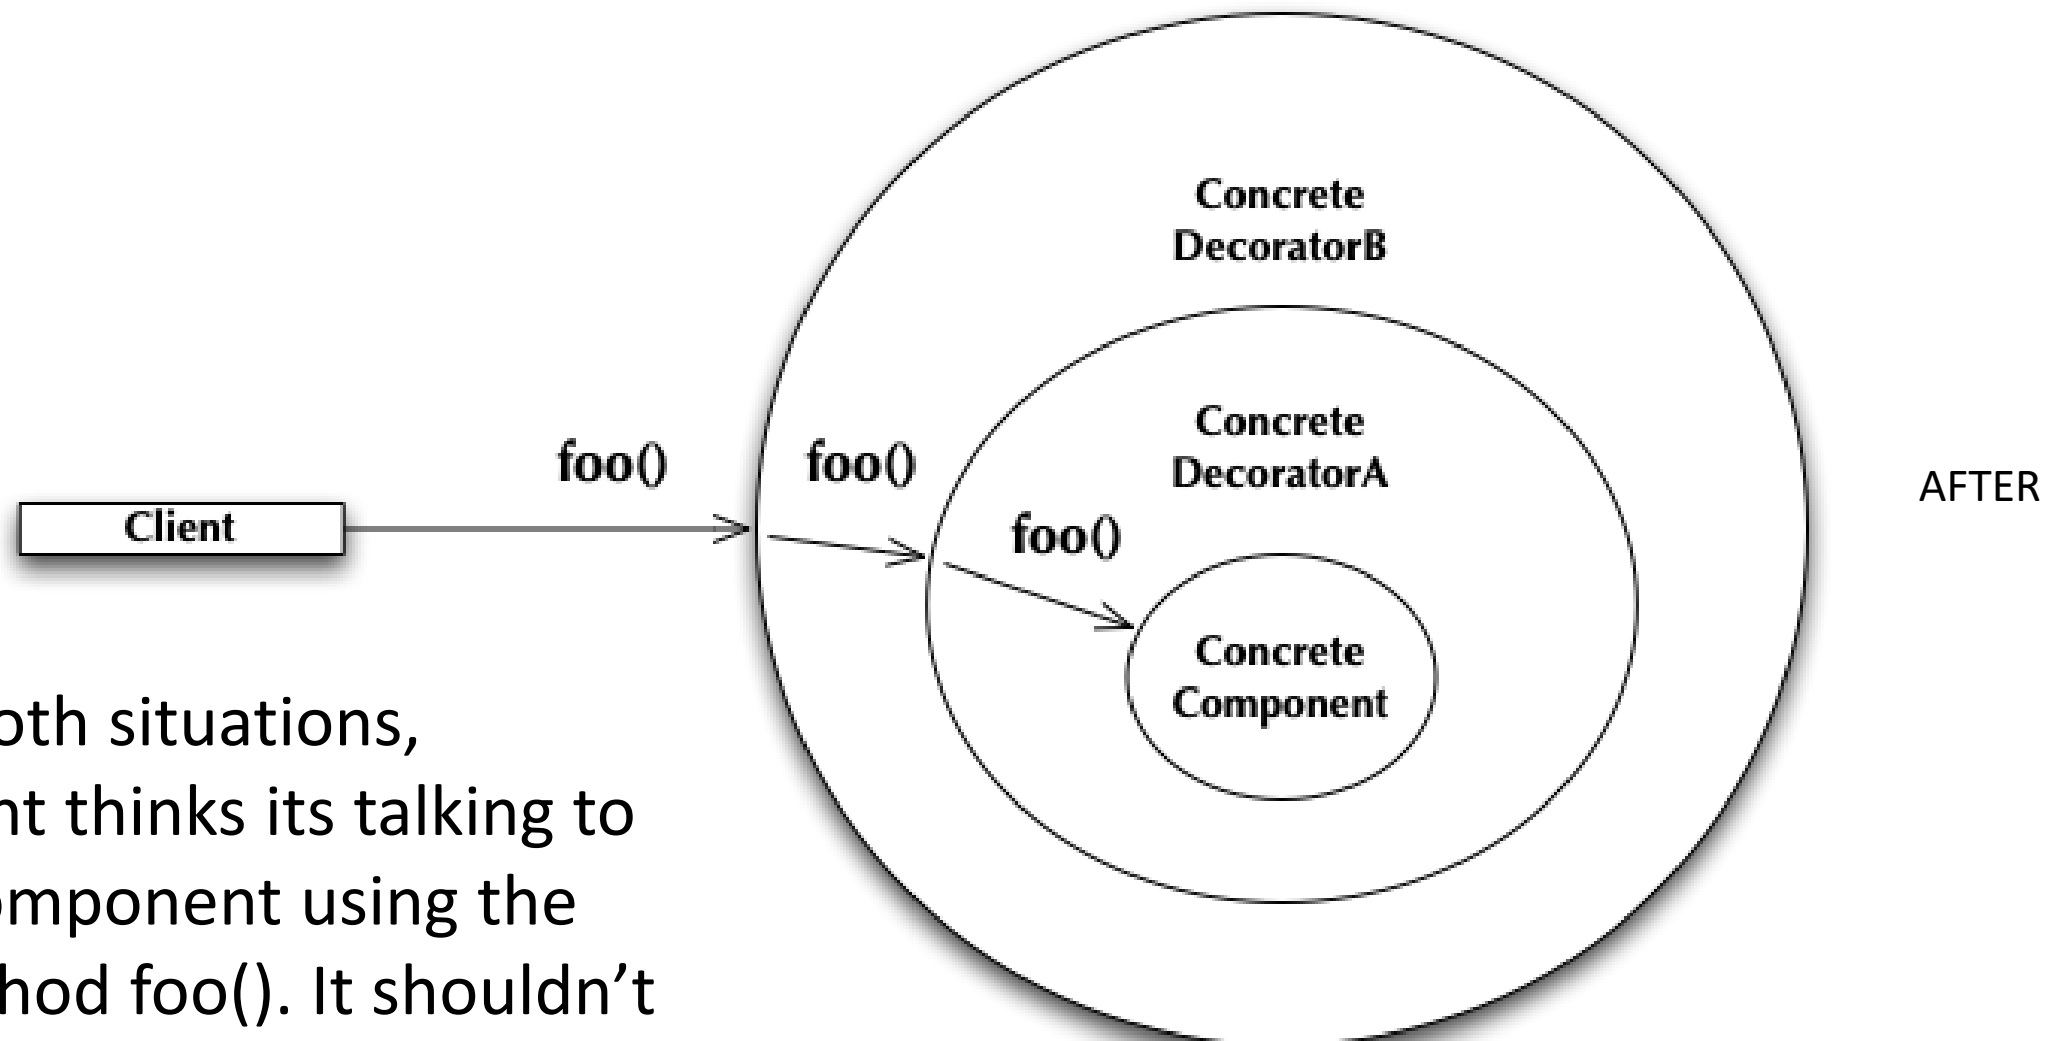 Concrete
DecoratorB
Concrete
DecoratorA
foo()
foo()
AFTER
Client
foo()
Concrete
Component
oth situations,
nt thinks its talking to
omponent using the
hod foo(). It shouldn’t